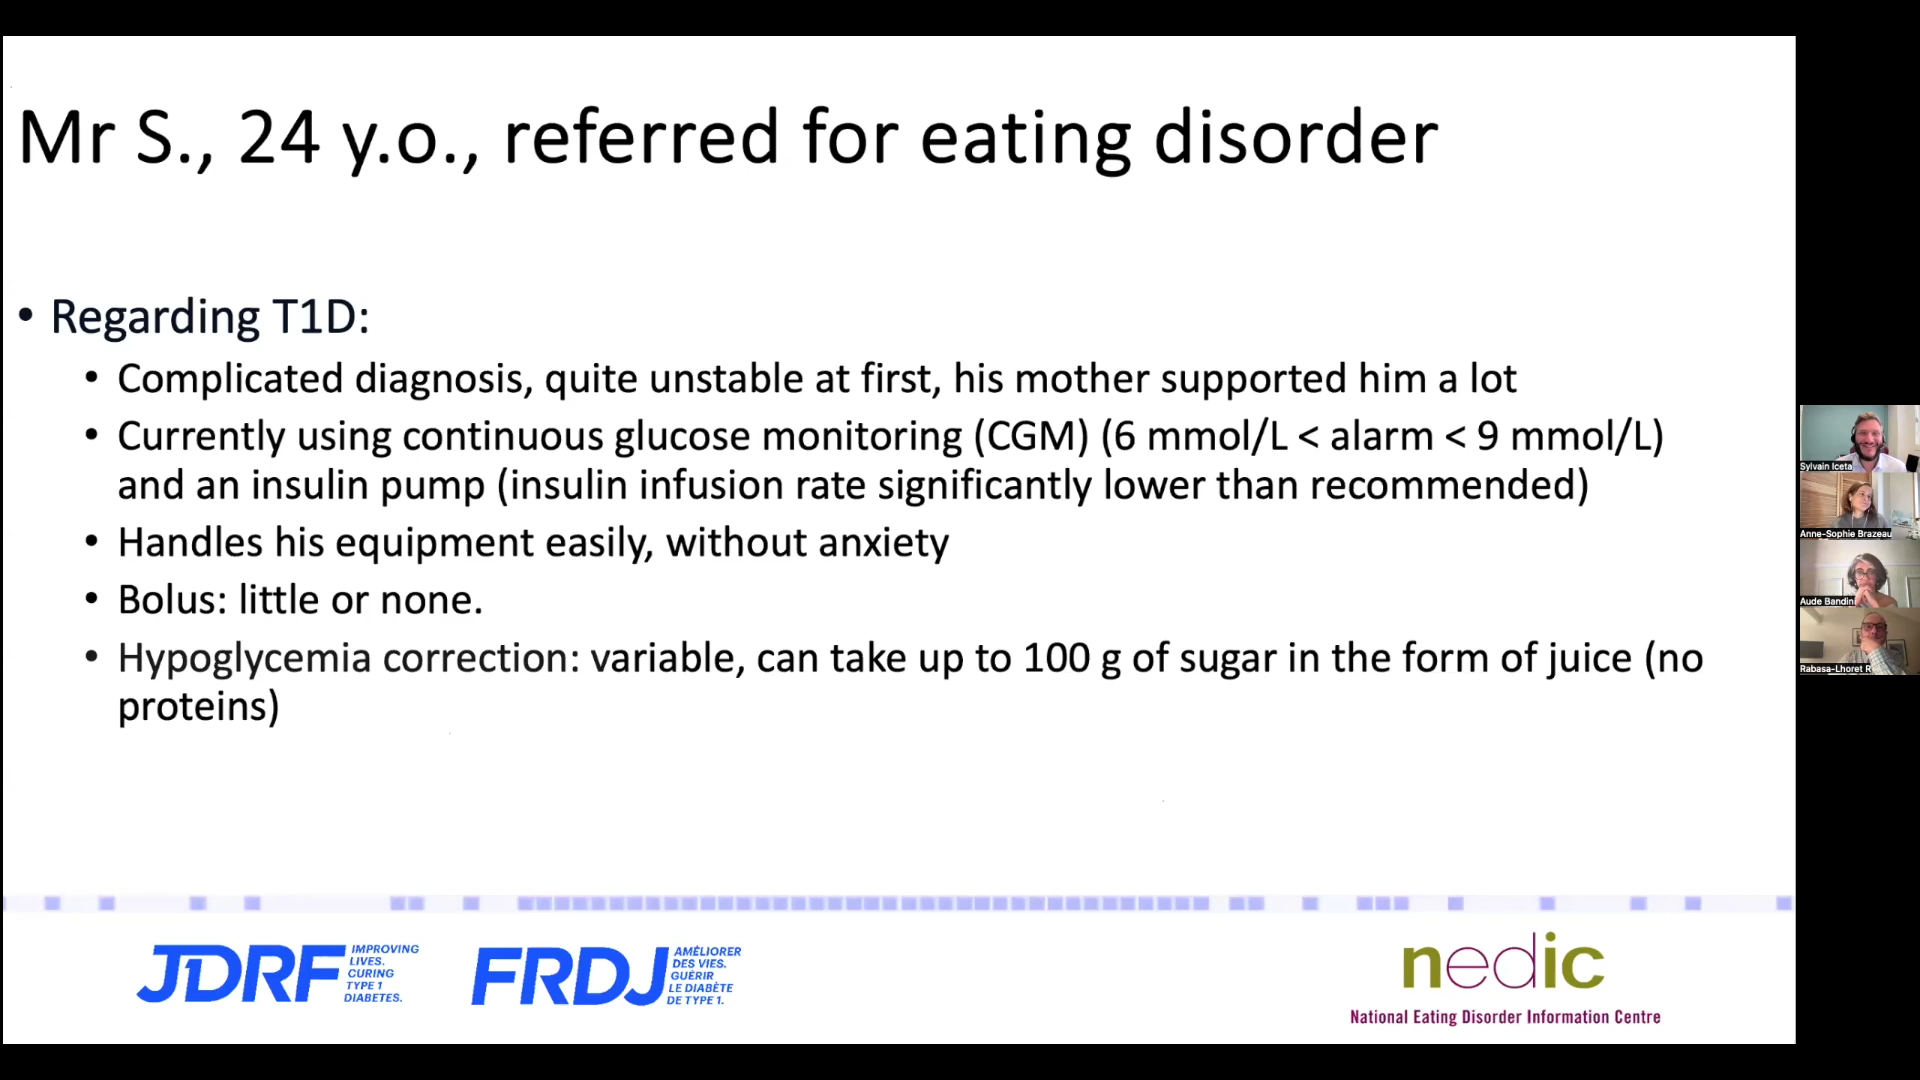 Mr S., 24 y.o., referred for eating disorder
• Regarding T1D:
• Complicated diagnosis, quite unstable at first, his mother supported him a lot
• Currently using continuous glucose monitoring (CGM) (6 mmol/L < alarm < 9 mmol/L)
and an insulin pump (insulin infusion rate significantly lower than recommended)
• Handles his equipment easily, without anxiety
• Bolus: little or none.
• Hypoglycemia correction: variable, can take up to 100 g of sugar in the form of juice (no
proteins)
Sylvain Iceta
Anne-Sophie Brazeau
Aude Bandini
Rabasa-Lhoret R
JDRF
IMPROVING
LIVES.
CURING
TYPE 1
DIABETES.
FRDJ
AMÉLIORER
DES VIES.
GUÉRIR
LE DIABÈTE
DE TYPE 1.
nedic
National Eating Disorder Information Centre